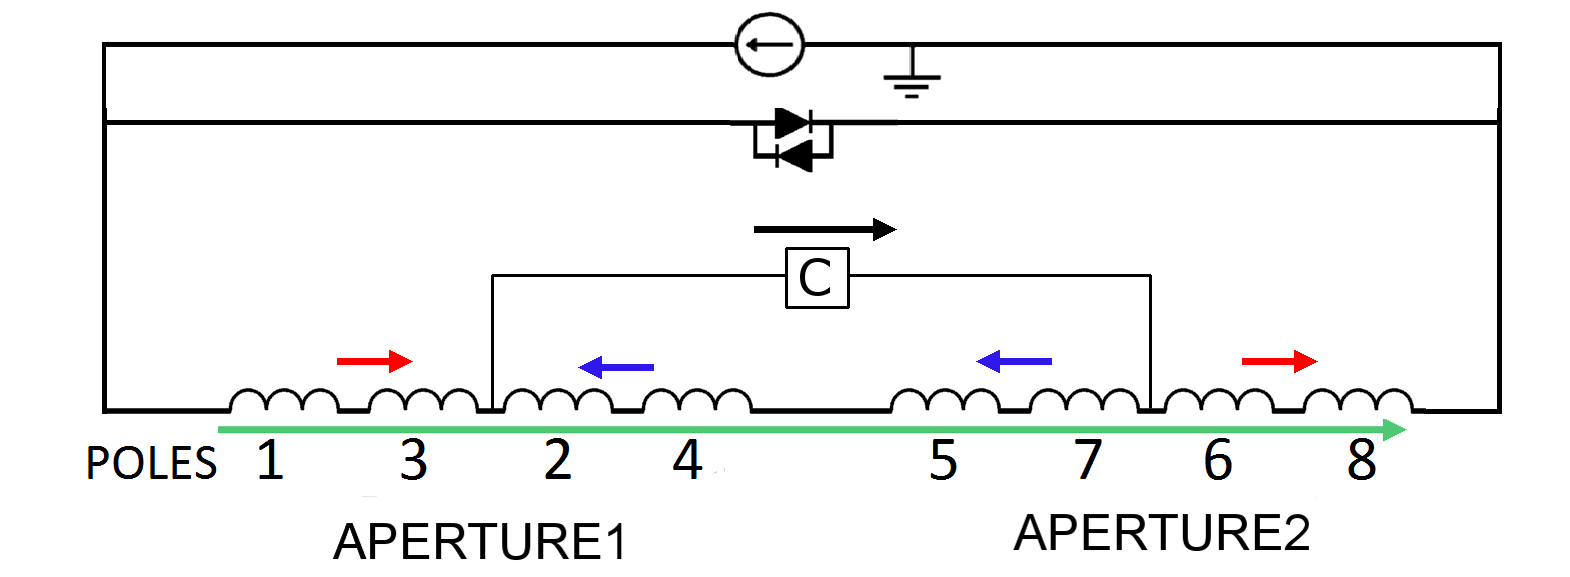 C
POLES 1 3 2 4 5 7 6 8
APERTURE1 APERTURE2